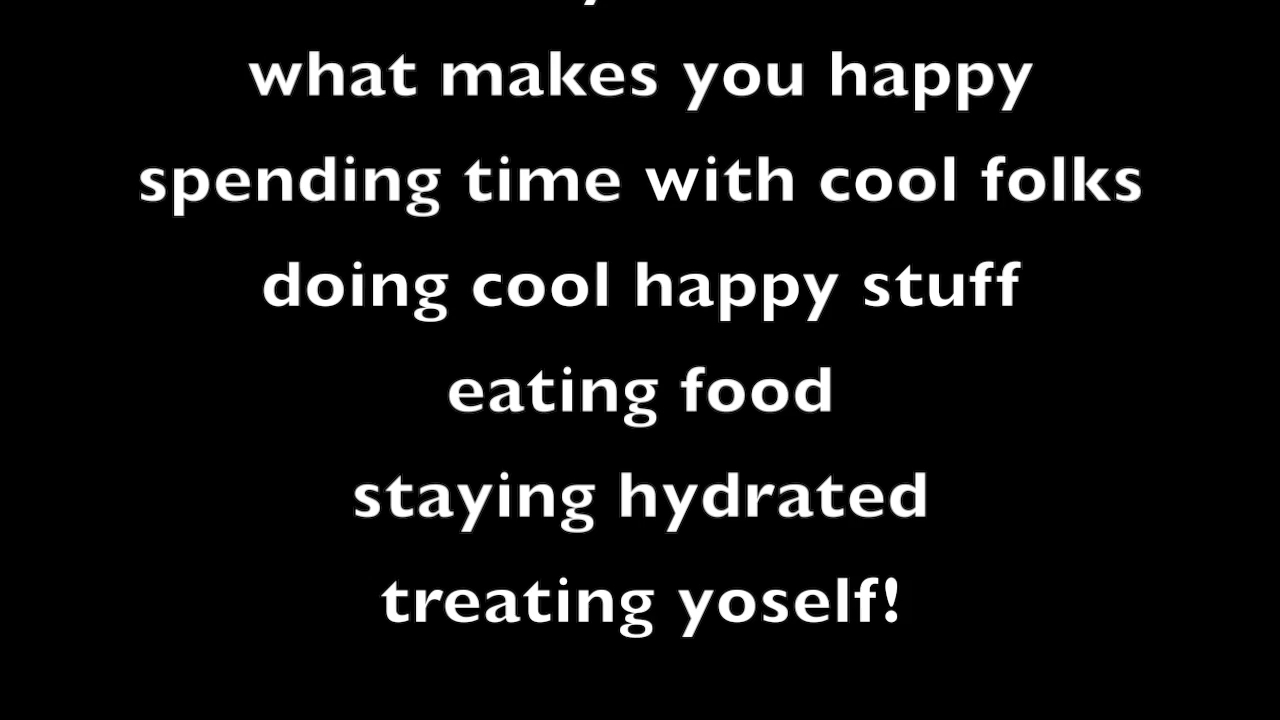 what makes you happy
spending time with cool folks
doing cool happy stuff
eating food
staying hydrated
treating yoself!